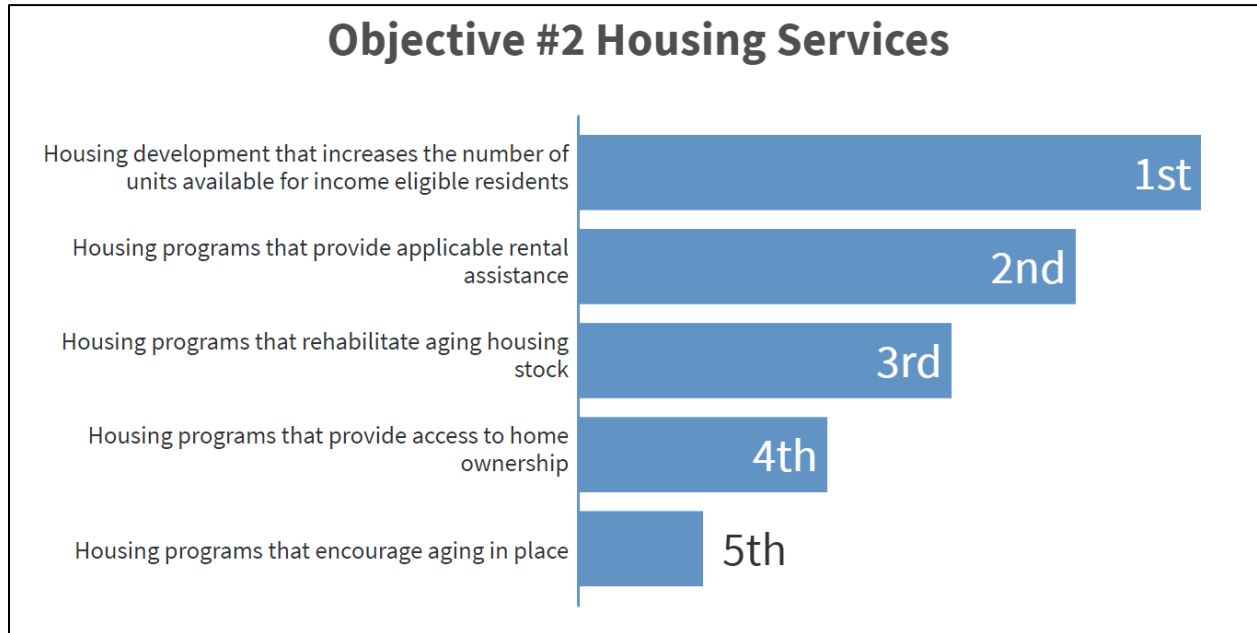 Objective #2 Housing Services
Housing development that increases the number of
units available for income eligible residents
1st
Housing programs that provide applicable rental
assistance
2nd
Housing programs that rehabilitate aging housing
stock
3rd
Housing programs that provide access to home
ownership
4th
Housing programs that encourage aging in place
5th